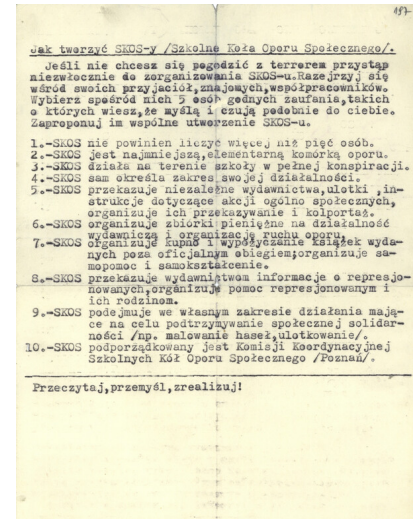 197
Jak tworzyć SKOS-y /Szkolne Koła Oporu Społecznego/.
Jeśli nie chcesz się pogodzić z terrorem przystąp
niezwłocznie do zorganizowania SKOS-u.Razejrzyj się
wśród swoich przyjaciół,znajomych,współpracowników.
Wybierz spośród nich 5 osób godnych zaufania,takich
o których wiesz,że myślą i czują podobnie do ciebie.
Zaproponuj im wspólne utworzenie SKOS-u.
1.-SKOS nie powinien liczyć więcej niż pięć osób.
2.-SKOS jest najmniejszą,elementarną komórką oporu.
3.-SKOS działa na terenie szkoły w pełnej konspiracji.
4.-SKOS sam określa zakres swojej działalności.
5.-SKOS przekazuje niezależne wydawnictwa,ulotki ,in-
strukcje dotyczące akcji ogólno społecznych,
organizuje ich przekazywanie i kolportaż.
6.-SKOS organizuje zbiórki pieniężne na działalność
wydawniczą i organizację ruchu oporu.
7.-SKOS organizuje kupno i wypożyczanie książek wyda-
nych poza oficjalnym obiegiem;organizuje sa-
mopomoc i samokształcenie.
8.-SKOS przekazuje wydawnictwom informacje o represjo-
nowanych,organizuje pomoc represjonowanym i
ich rodzinom.
9.-SKOS podejmuje we własnym zakresie działania mają-
ce na celu podtrzymywanie społecznej solidar-
ności /np. malowanie haseł,ulotkowanie/.
10.-SKOS podporządkowany jest Komisji Koordynacyjnej
Szkolnych Kół Oporu Społecznego /Poznań/.
Przeczytaj,przemyśl,zrealizuj!